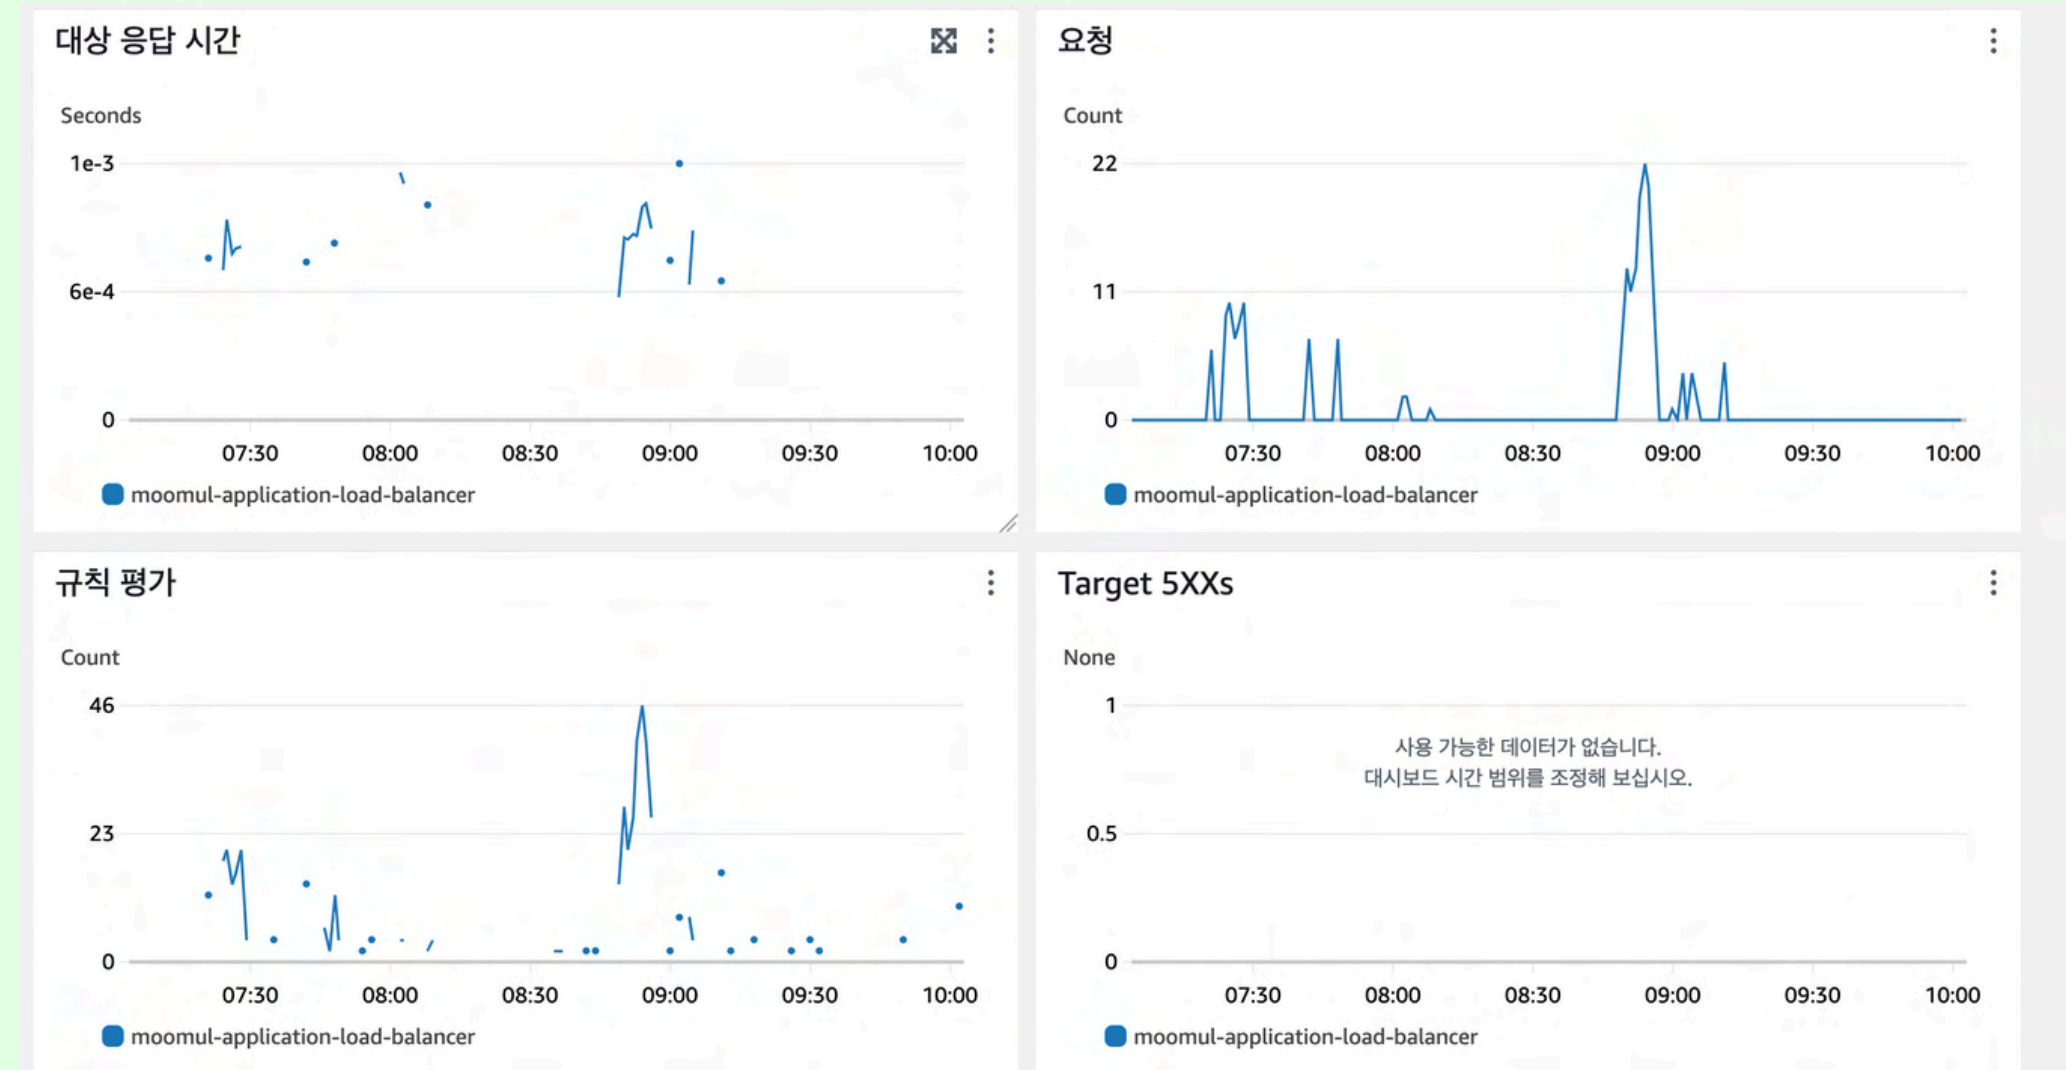 대상 응답 시간
Seconds
1e-3
6e-4
0
07:30 08:00 08:30 09:00 09:30 10:00
moomul-application-load-balancer
요청
Count
22
11
0
07:30 08:00 08:30 09:00 09:30 10:00
moomul-application-load-balancer
규칙 평가
Count
46
23
0
07:30 08:00 08:30 09:00 09:30 10:00
moomul-application-load-balancer
Target 5XXs
None
1
사용 가능한 데이터가 없습니다.
대시보드 시간 범위를 조정해 보십시오.
0.5
0
07:30 08:00 08:30 09:00 09:30 10:00
moomul-application-load-balancer